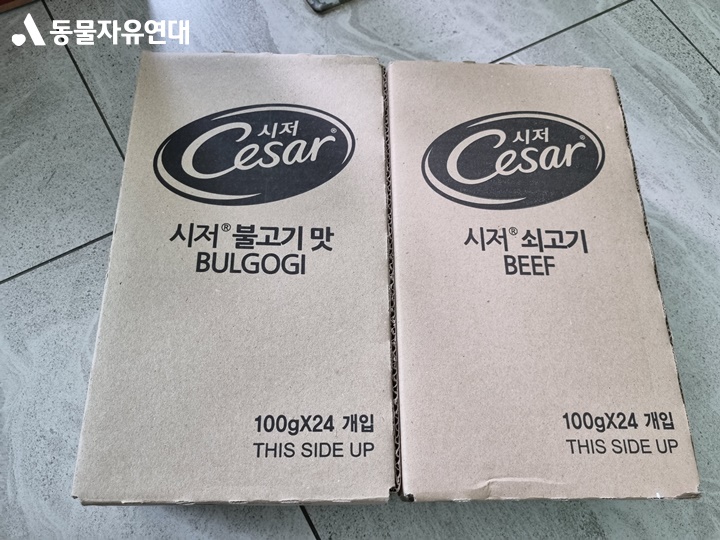 동물자유연대
시저
Cesar®
시저® 불고기 맛
BULGOGI
100gX24 개입
THIS SIDE UP
시저
Cesar®
시저® 쇠고기
BEEF
100gX24 개입
THIS SIDE UP